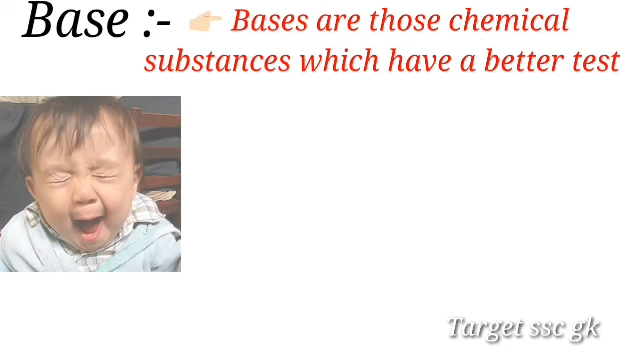 Base :- 👉🏼 Bases are those chemical
substances which have a better test
Target ssc gk